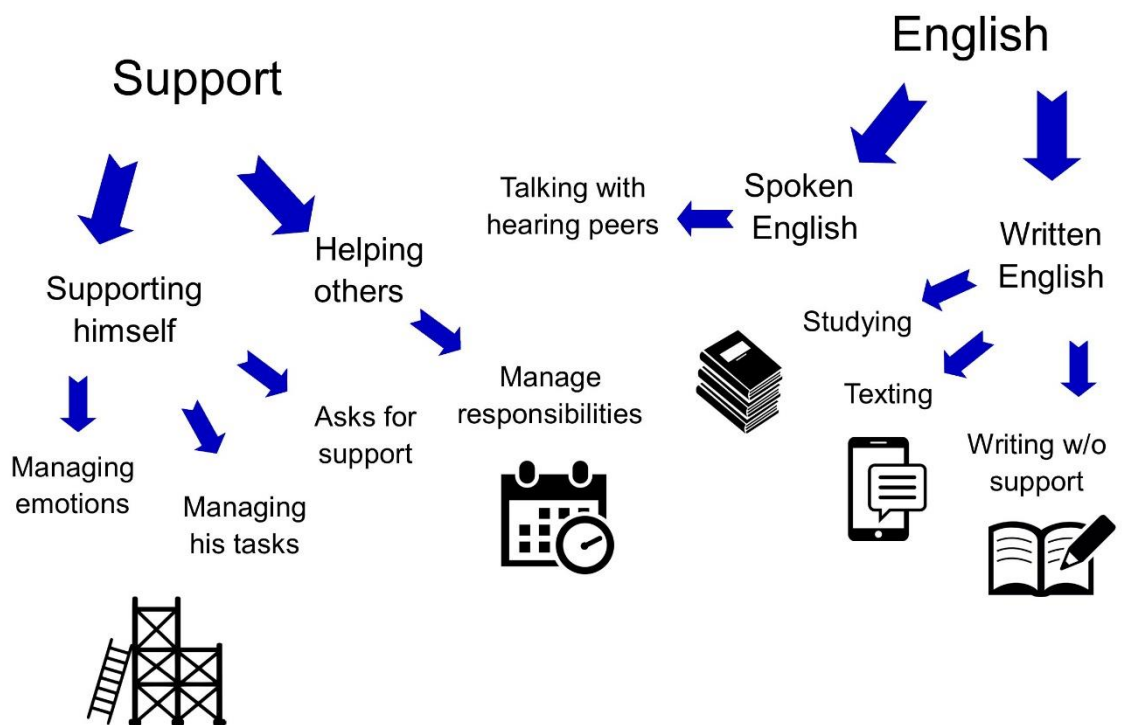 Support
Supporting
himself
Helping
others
Managing
emotions
Managing
his tasks
Asks for
support
Manage
responsibilities
English
Spoken
English
Talking with
hearing peers
Written
English
Studying
Texting
Writing w/o
support